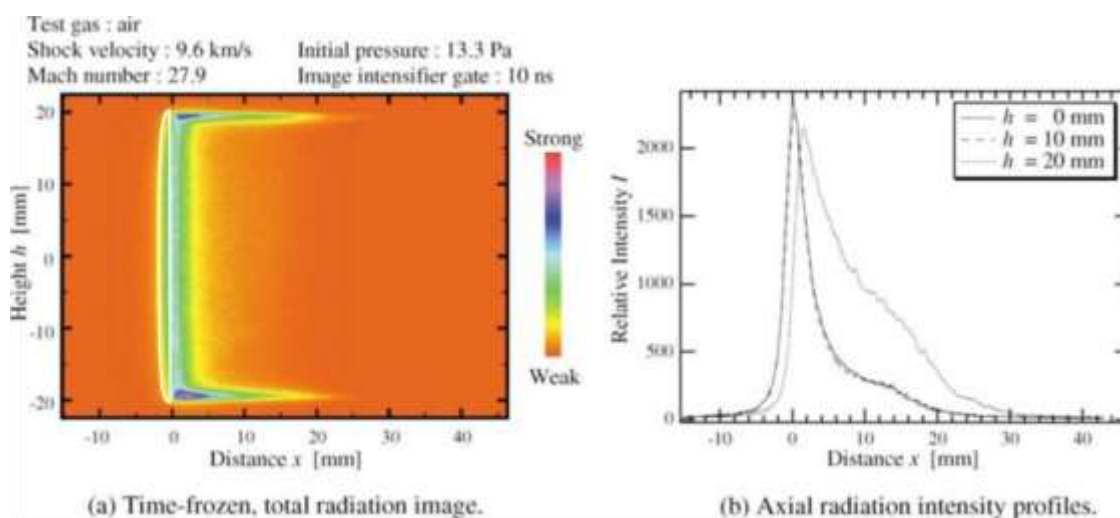 Test gas : air
Shock velocity : 9.6 km/s Initial pressure : 13.3 Pa
Mach number : 27.9 Image intensifier gate : 10 ns
Height h [mm]
20
10
0
-10
-20
-10 0 10 20 30 40
Distance x [mm]
Strong
Weak
(a) Time-frozen, total radiation image.
Relative Intensity I
2000
1500
1000
500
0
-10 0 10 20 30 40
Distance x [mm]
h = 0 mm
h = 10 mm
h = 20 mm
(b) Axial radiation intensity profiles.